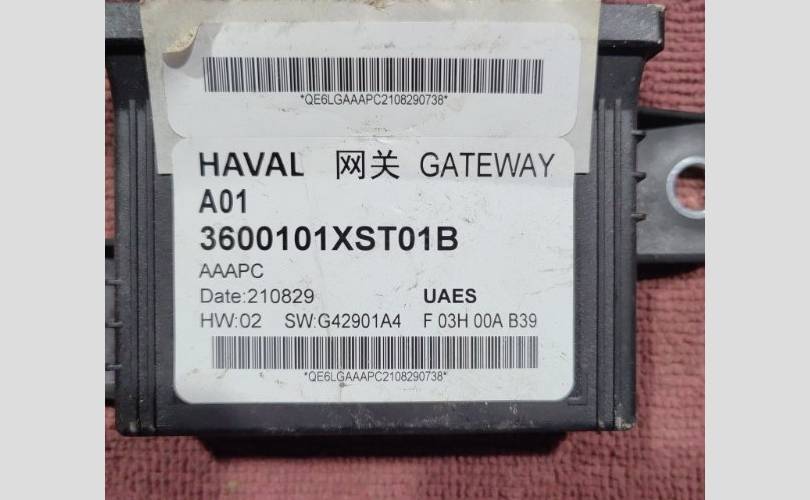 *QE6LGAAAPC2108290738*
HAVAL 网关 GATEWAY
A01
3600101XST01B
AAAPC
Date:210829 UAES
HW:02 SW:G42901A4 F 03H 00A B39
*QE6LGAAAPC2108290738*